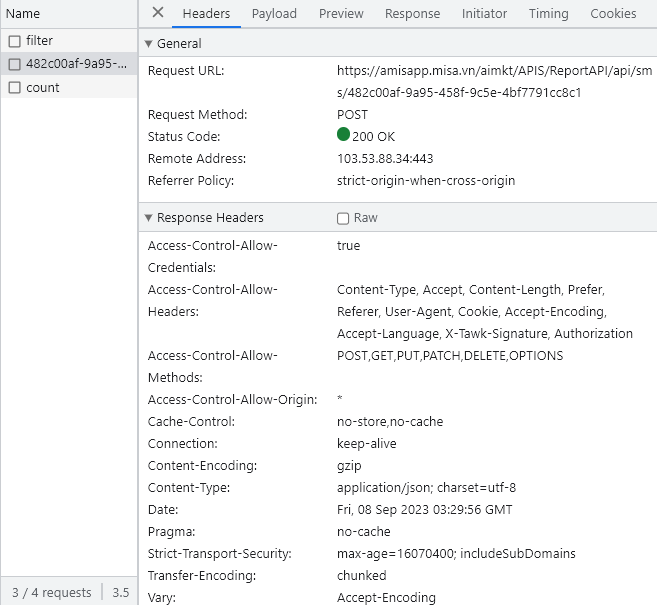 Name
Headers Payload Preview Response Initiator Timing Cookies
filter
482c00af-9a95-...
count
General
Request URL: https://amisapp.misa.vn/aimkt/APIS/ReportAPI/api/sm
s/482c00af-9a95-458f-9c5e-4bf7791cc8c1
Request Method: POST
Status Code: 200 OK
Remote Address: 103.53.88.34:443
Referrer Policy: strict-origin-when-cross-origin
Response Headers Raw
Access-Control-Allow- true
Credentials:
Access-Control-Allow- Content-Type, Accept, Content-Length, Prefer,
Headers: Referer, User-Agent, Cookie, Accept-Encoding,
Accept-Language, X-Tawk-Signature, Authorization
Access-Control-Allow- POST,GET,PUT,PATCH,DELETE,OPTIONS
Methods:
Access-Control-Allow-Origin: *
Cache-Control: no-store,no-cache
Connection: keep-alive
Content-Encoding: gzip
Content-Type: application/json; charset=utf-8
Date: Fri, 08 Sep 2023 03:29:56 GMT
Pragma: no-cache
Strict-Transport-Security: max-age=16070400; includeSubDomains
Transfer-Encoding: chunked
Vary: Accept-Encoding
3 / 4 requests 3.5